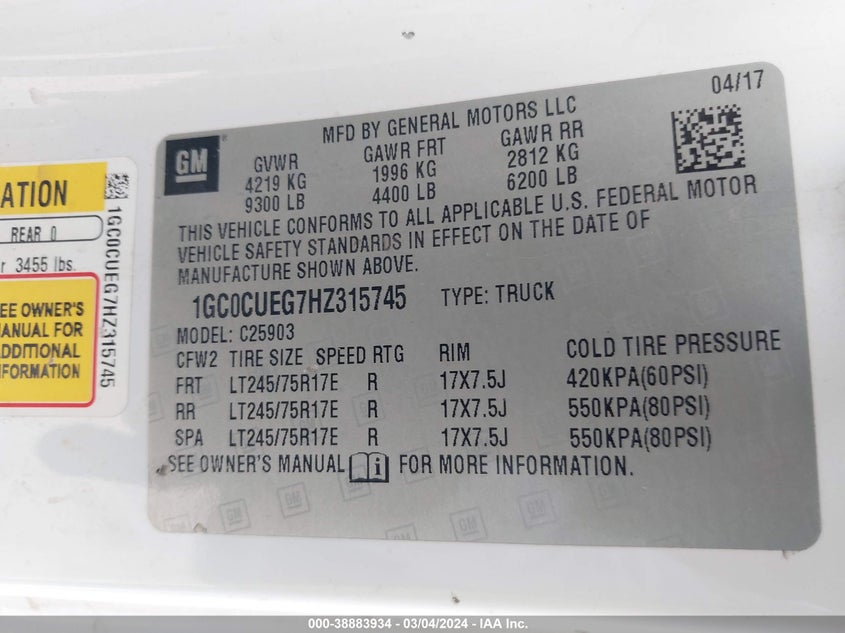 04/17
MFD BY GENERAL MOTORS LLC
GM
GVWR GAWR FRT GAWR RR
4219 KG 1996 KG 2812 KG
9300 LB 4400 LB 6200 LB
THIS VEHICLE CONFORMS TO ALL APPLICABLE U.S. FEDERAL MOTOR
VEHICLE SAFETY STANDARDS IN EFFECT ON THE DATE OF
MANUFACTURE SHOWN ABOVE.
1GC0CUEG7HZ315745 TYPE: TRUCK
MODEL: C25903
CFW2 TIRE SIZE SPEED RTG RIM COLD TIRE PRESSURE
FRT LT245/75R17E R 17X7.5J 420KPA(60PSI)
RR LT245/75R17E R 17X7.5J 550KPA(80PSI)
SPA LT245/75R17E R 17X7.5J 550KPA(80PSI)
SEE OWNER'S MANUAL FOR MORE INFORMATION.
ATION
REAR 0
r 3455 lbs.
SEE OWNER'S
MANUAL FOR
ADDITIONAL
INFORMATION
1GC0CUEG7HZ315745
000-38883934 - 03/04/2024 - IAA Inc.